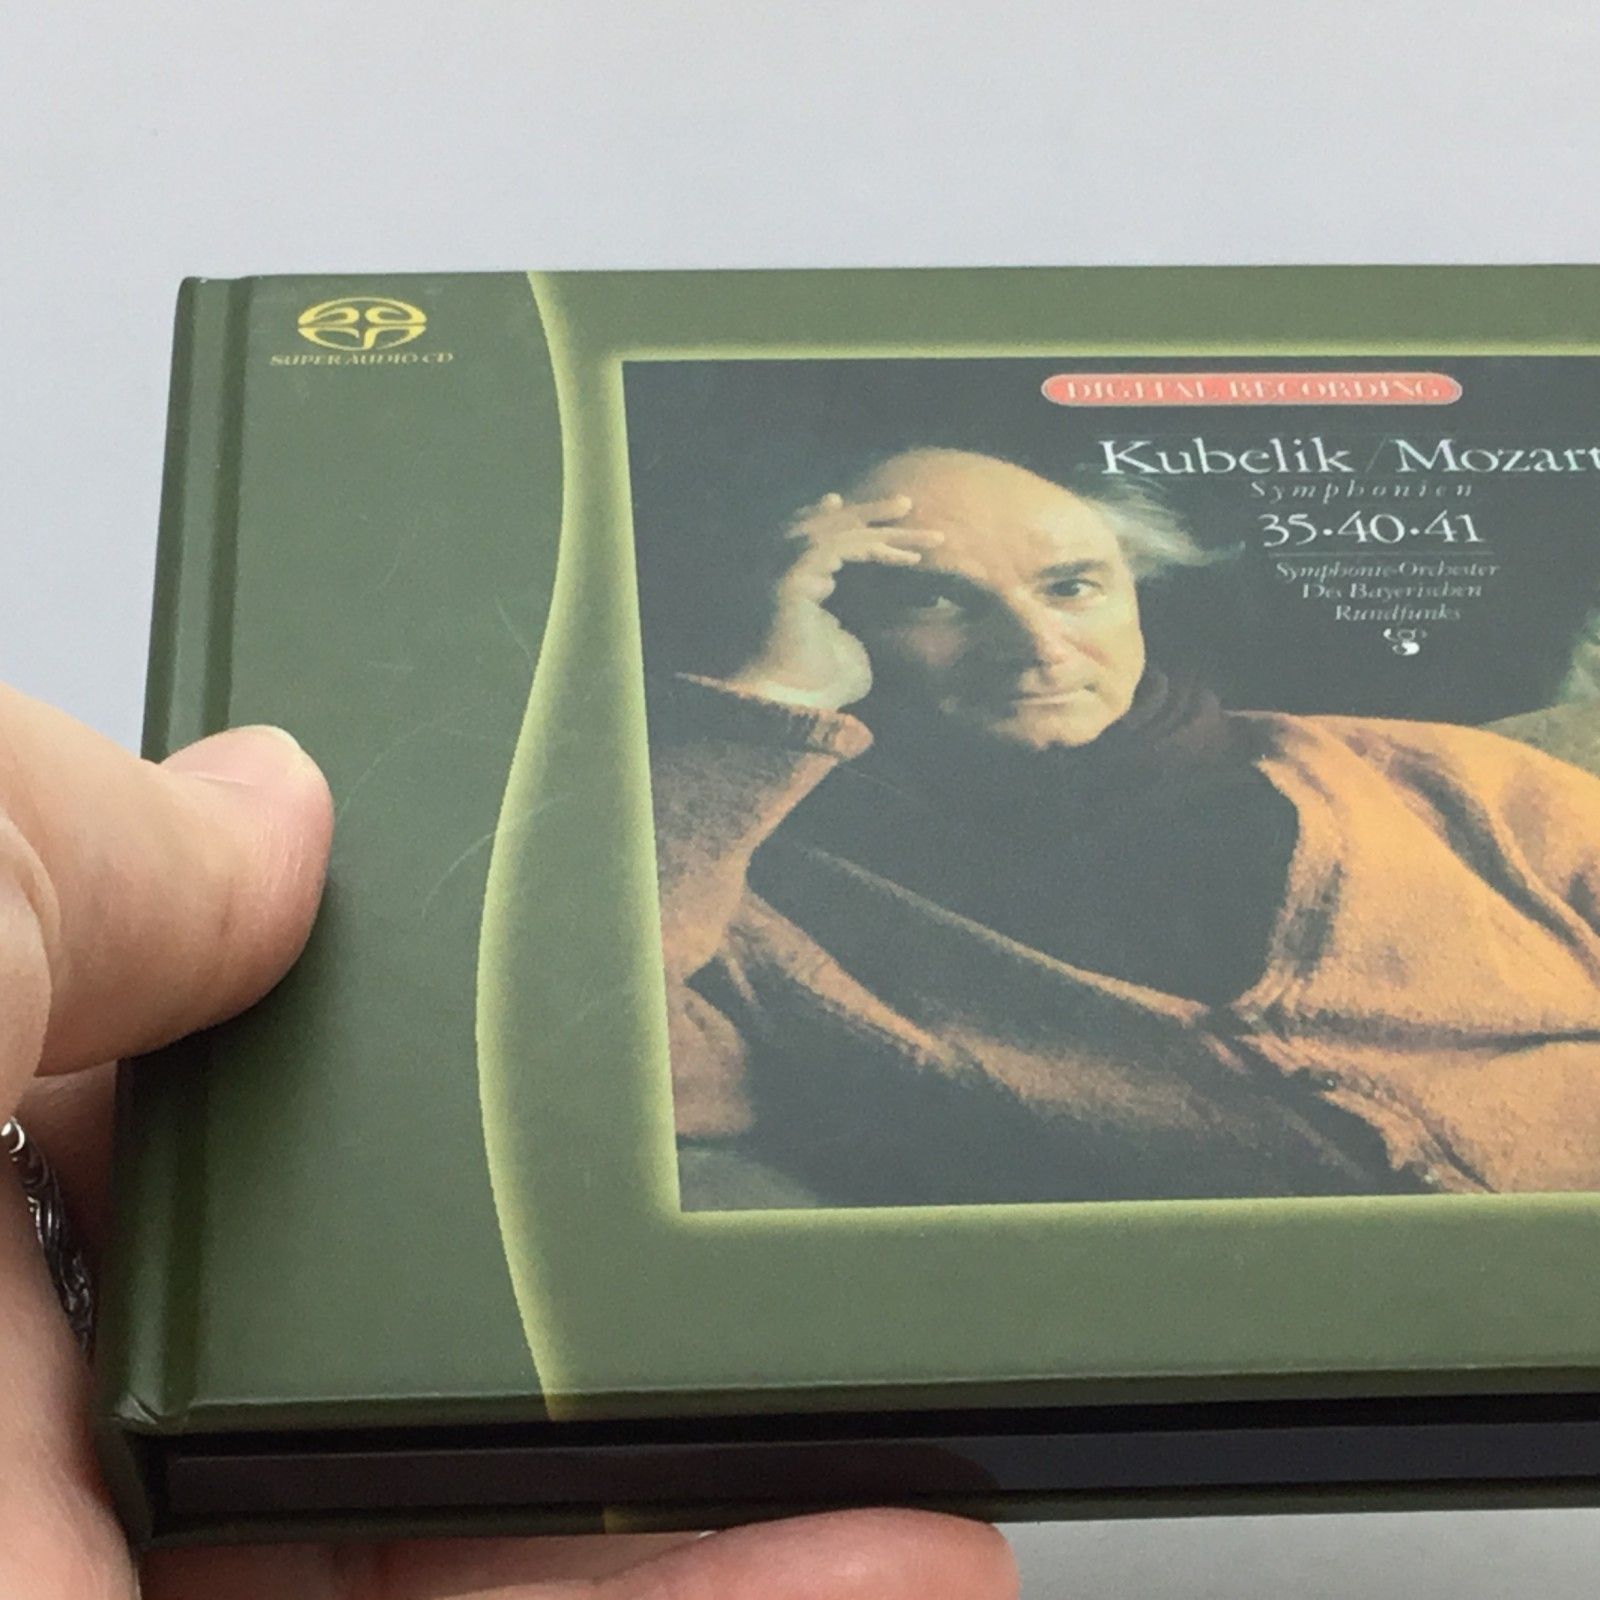 SUPER AUDIO CD
DIGITAL RECORDING
Kubelik / Mozart
Symphonien
35·40·41
Symphonie-Orchester
Des Bayerischen
Rundfunks